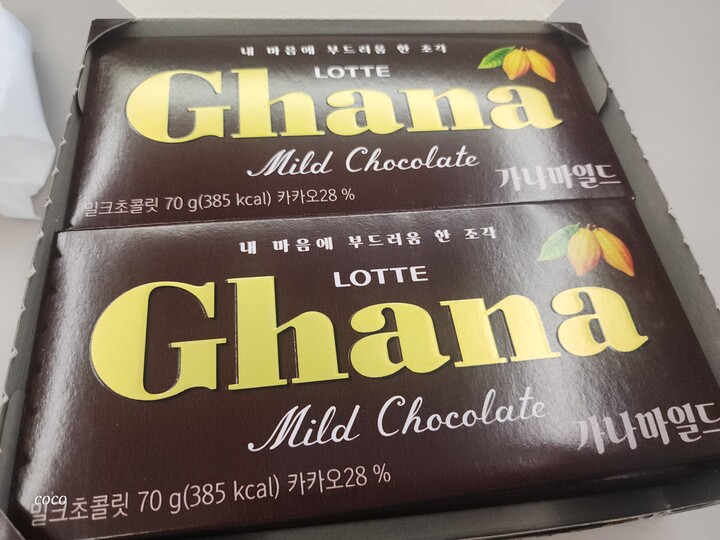 내 마음에 부드러움 한 조각
LOTTE
Ghana
Mild Chocolate
가나마일드
밀크초콜릿 70 g(385 kcal) 카카오28 %
내 마음에 부드러움 한 조각
LOTTE
Ghana
Mild Chocolate
가나마일드
밀크초콜릿 70 g(385 kcal) 카카오28 %
coco